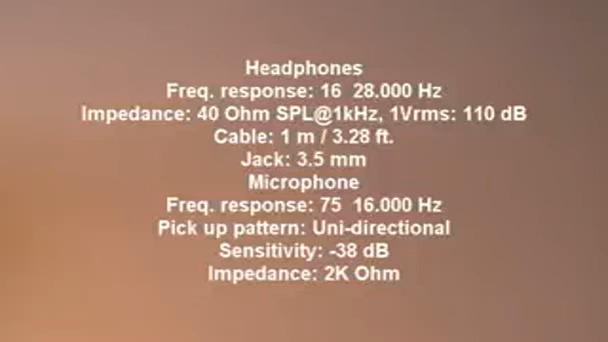 Headphones
Freq. response: 16  28.000 Hz
Impedance: 40 Ohm SPL@1kHz, 1Vrms: 110 dB
Cable: 1 m / 3.28 ft.
Jack: 3.5 mm
Microphone
Freq. response: 75  16.000 Hz
Pick up pattern: Uni-directional
Sensitivity: -38 dB
Impedance: 2K Ohm